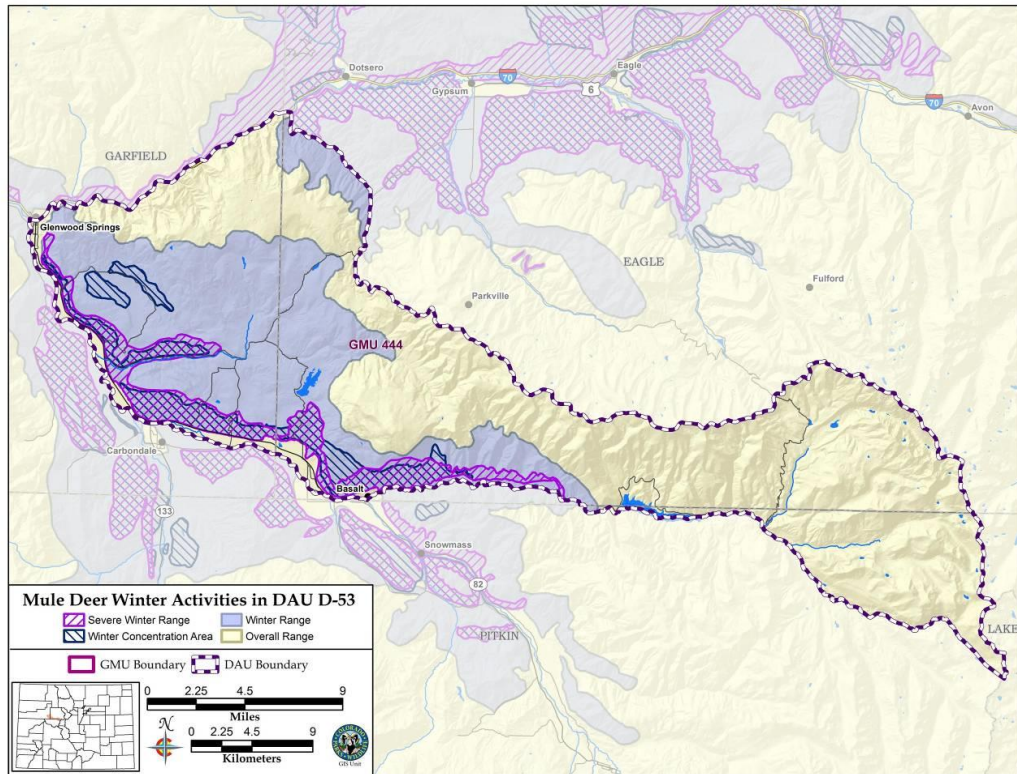 Dotsero
Gypsum
70
6
Eagle
70
Avon
GARFIELD
Glenwood Springs
EAGLE
Fulford
Parkville
GMU 444
Carbondale
Basalt
133
Snowmass
82
PITKIN
LAKE
Mule Deer Winter Activities in DAU D-53
Severe Winter Range
Winter Range
Winter Concentration Area
Overall Range
GMU Boundary
DAU Boundary
0 2.25 4.5 9
Miles
N
0 2.25 4.5 9
Kilometers
GIS Unit